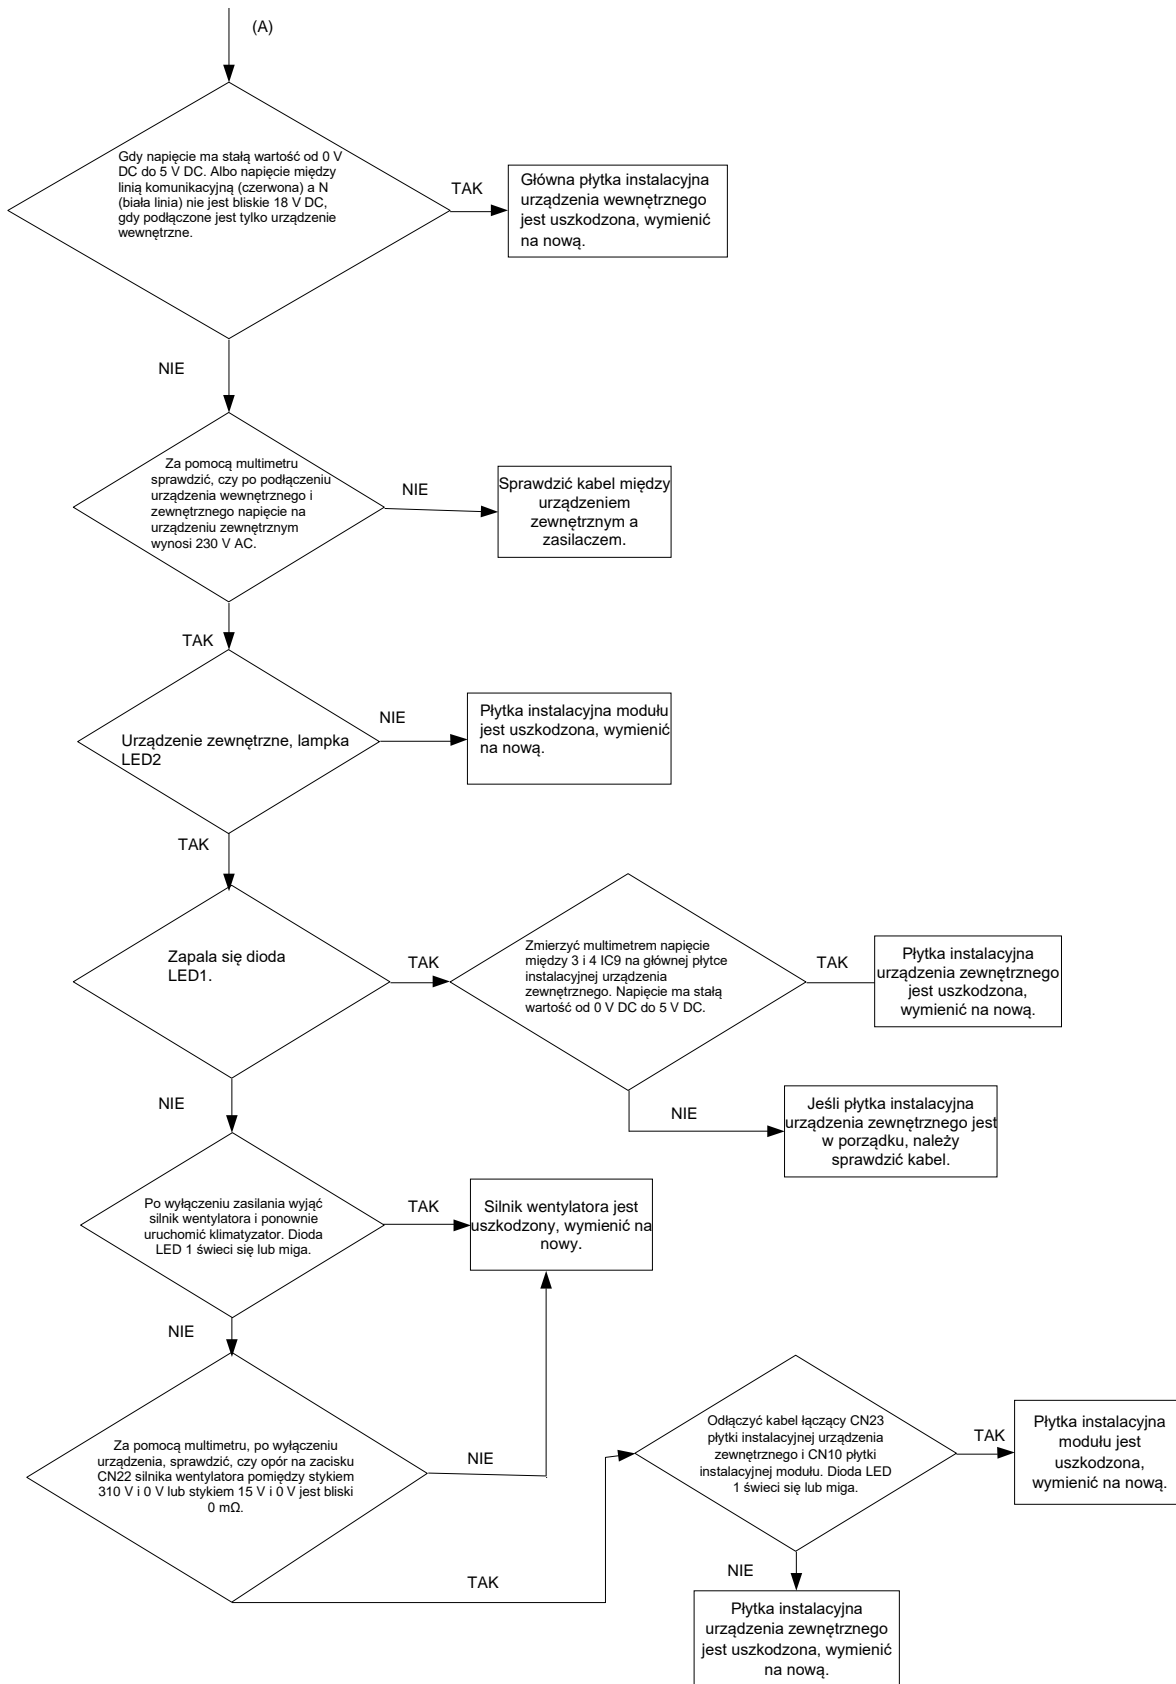 (A)
Gdy napięcie ma stałą wartość od 0 V
DC do 5 V DC. Albo napięcie między
linią komunikacyjną (czerwona) a N
(biała linia) nie jest bliskie 18 V DC,
gdy podłączone jest tylko urządzenie
wewnętrzne.
TAK
Główna płytka instalacyjna
urządzenia wewnętrznego
jest uszkodzona, wymienić
na nową.
NIE
Za pomocą multimetru
sprawdzić, czy po podłączeniu
urządzenia wewnętrznego i
zewnętrznego napięcie na
urządzeniu zewnętrznym
wynosi 230 V AC.
NIE
Sprawdzić kabel między
urządzeniem
zewnętrznym a
zasilaczem.
TAK
Urządzenie zewnętrzne, lampka
LED2
NIE
Płytka instalacyjna modułu
jest uszkodzona, wymienić
na nową.
TAK
Zapala się dioda
LED1.
TAK
Zmierzyć multimetrem napięcie
między 3 i 4 IC9 na głównej płytce
instalacyjnej urządzenia
zewnętrznego. Napięcie ma stałą
wartość od 0 V DC do 5 V DC.
TAK
Płytka instalacyjna
urządzenia zewnętrznego
jest uszkodzona,
wymienić na nową.
NIE
NIE
Jeśli płytka instalacyjna
urządzenia zewnętrznego jest
w porządku, należy
sprawdzić kabel.
Po wyłączeniu zasilania wyjąć
silnik wentylatora i ponownie
uruchomić klimatyzator. Dioda
LED 1 świeci się lub miga.
TAK
Silnik wentylatora jest
uszkodzony, wymienić na
nowy.
NIE
Za pomocą multimetru, po wyłączeniu
urządzenia, sprawdzić, czy opór na zacisku
CN22 silnika wentylatora pomiędzy stykiem
310 V i 0 V lub stykiem 15 V i 0 V jest bliski
0 mΩ.
NIE
TAK
Odłączyć kabel łączący CN23
płytki instalacyjnej urządzenia
zewnętrznego i CN10 płytki
instalacyjnej modułu. Dioda LED
1 świeci się lub miga.
TAK
Płytka instalacyjna
modułu jest
uszkodzona,
wymienić na nową.
NIE
Płytka instalacyjna
urządzenia zewnętrznego
jest uszkodzona, wymienić
na nową.